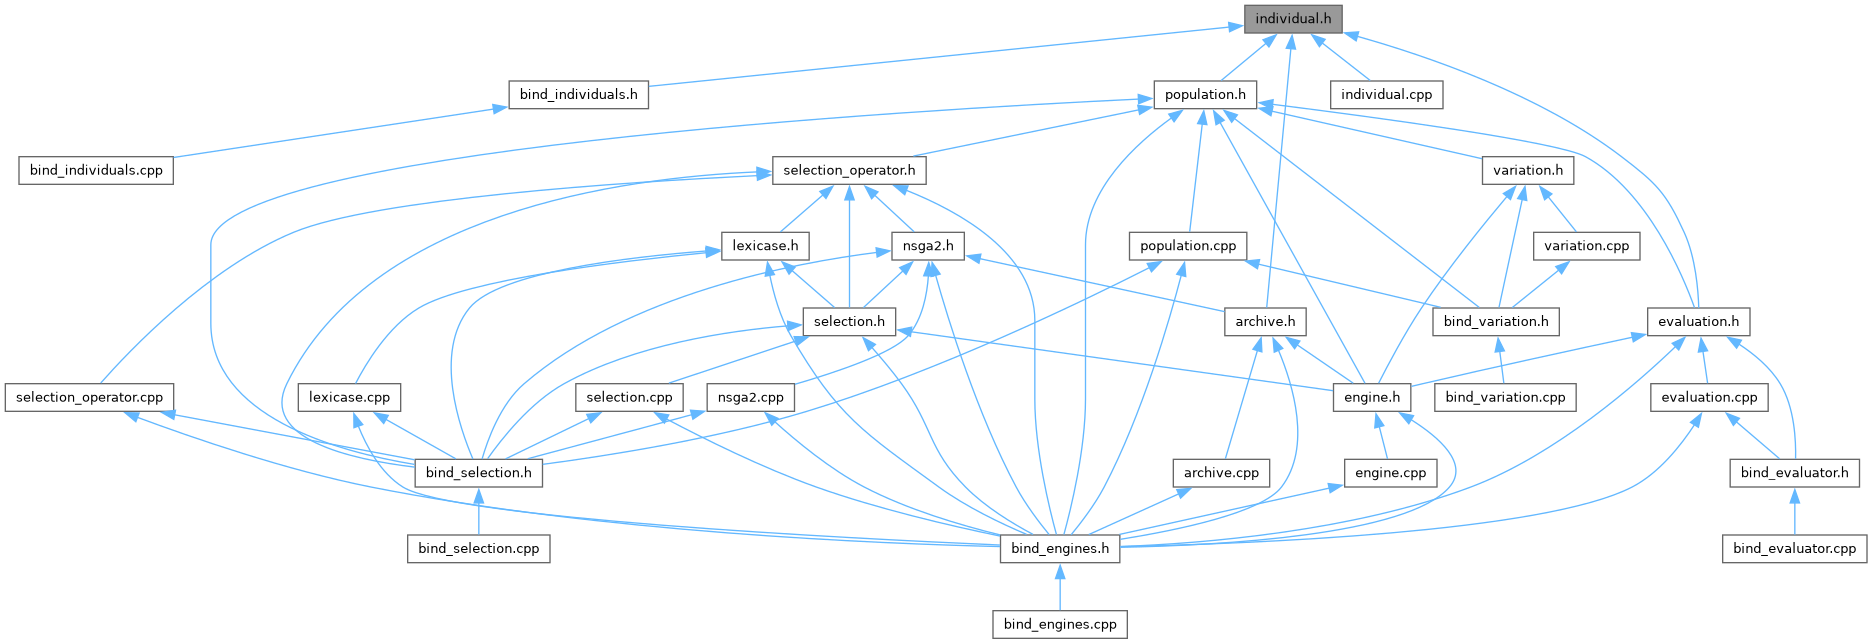 individual.h
bind_individuals.h
population.h
individual.cpp
bind_individuals.cpp
selection_operator.h
variation.h
lexicase.h
nsga2.h
population.cpp
variation.cpp
selection.h
archive.h
bind_variation.h
evaluation.h
selection_operator.cpp
lexicase.cpp
selection.cpp
nsga2.cpp
engine.h
bind_variation.cpp
evaluation.cpp
bind_selection.h
archive.cpp
engine.cpp
bind_evaluator.h
bind_selection.cpp
bind_engines.h
bind_evaluator.cpp
bind_engines.cpp